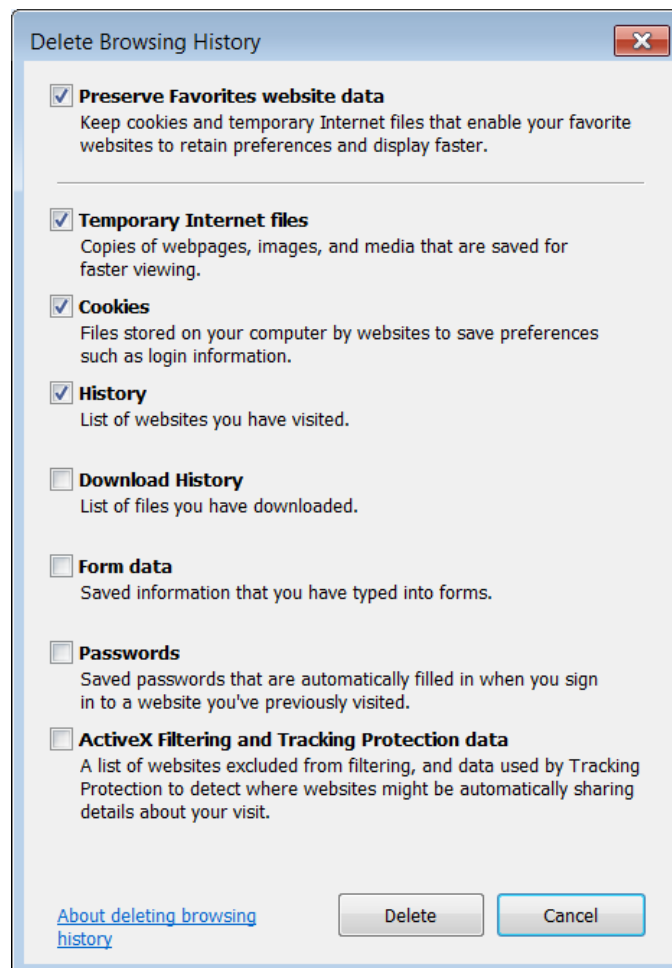 Delete Browsing History
Preserve Favorites website data
Keep cookies and temporary Internet files that enable your favorite
websites to retain preferences and display faster.
Temporary Internet files
Copies of webpages, images, and media that are saved for
faster viewing.
Cookies
Files stored on your computer by websites to save preferences
such as login information.
History
List of websites you have visited.
Download History
List of files you have downloaded.
Form data
Saved information that you have typed into forms.
Passwords
Saved passwords that are automatically filled in when you sign
in to a website you've previously visited.
ActiveX Filtering and Tracking Protection data
A list of websites excluded from filtering, and data used by Tracking
Protection to detect where websites might be automatically sharing
details about your visit.
About deleting browsing
history
Delete
Cancel